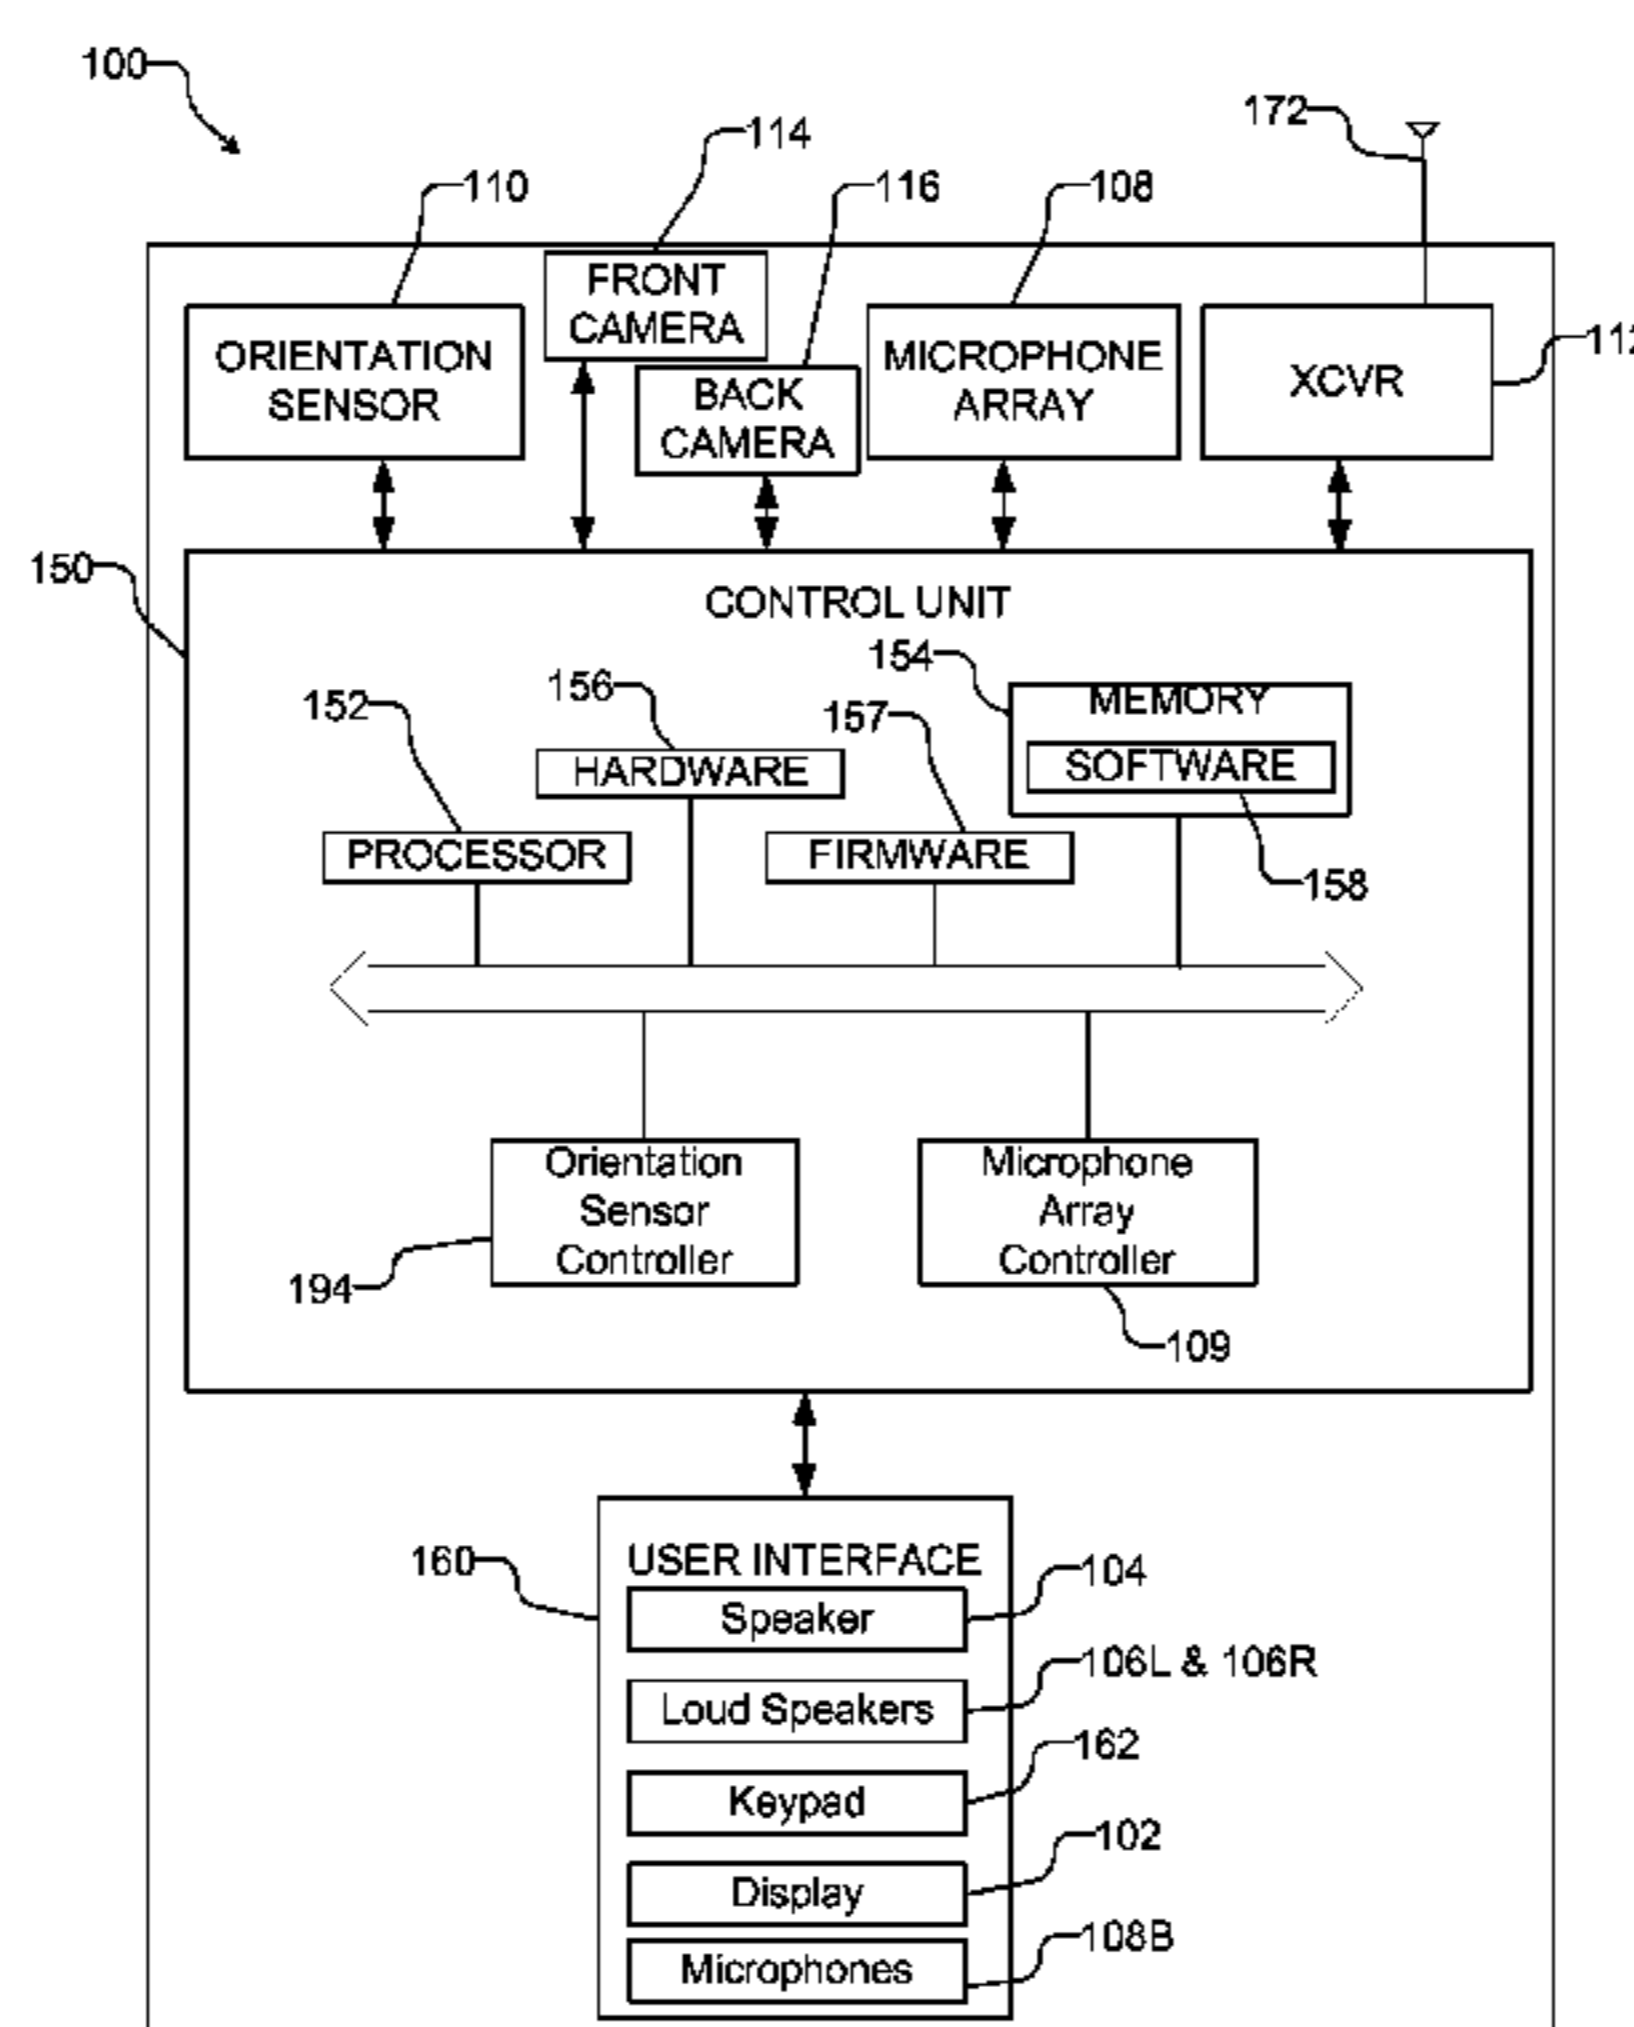 100
172
114
110
116
108
FRONT
CAMERA
ORIENTATION
SENSOR
BACK
CAMERA
MICROPHONE
ARRAY
XCVR
CONTROL UNIT
150
154
156
152
157
MEMORY
SOFTWARE
HARDWARE
PROCESSOR
FIRMWARE
158
Orientation
Sensor
Controller
Microphone
Array
Controller
194
109
160
USER INTERFACE
104
Speaker
106L & 106R
Loud Speakers
162
Keypad
102
Display
108B
Microphones